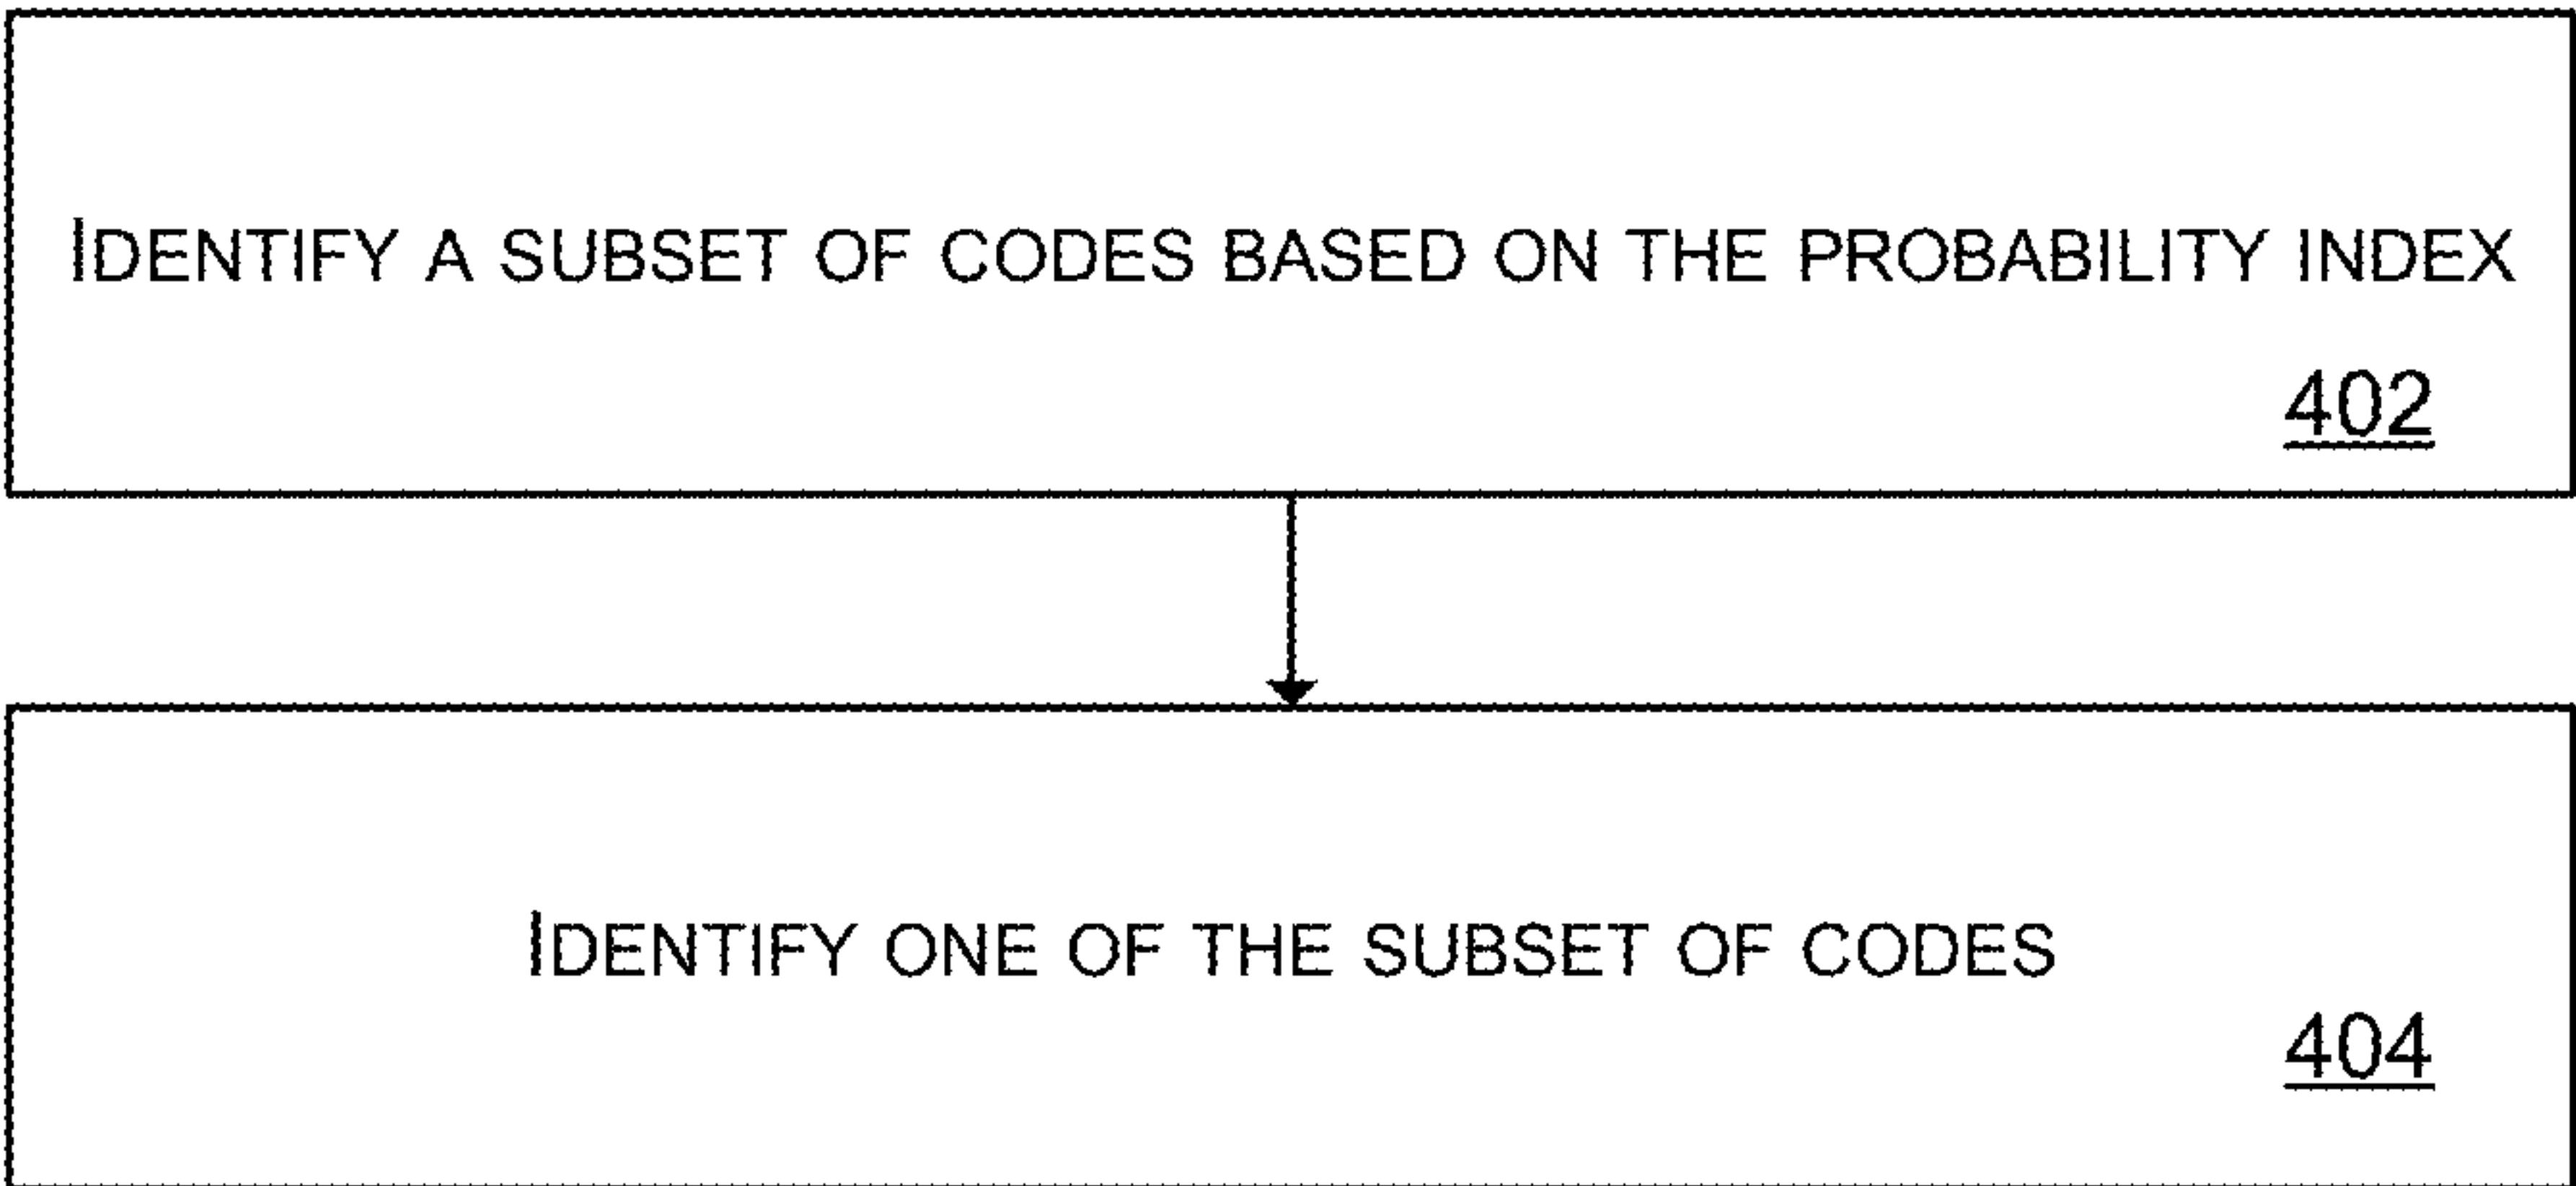 IDENTIFY A SUBSET OF CODES BASED ON THE PROBABILITY INDEX
402
IDENTIFY ONE OF THE SUBSET OF CODES
404